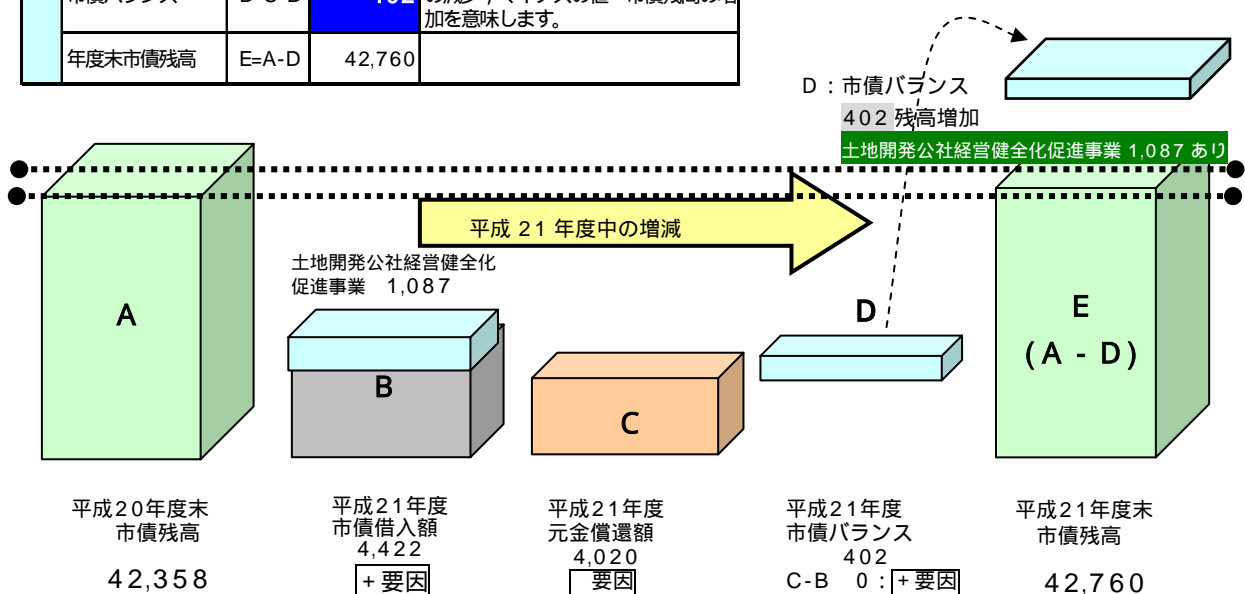 加を意味します。
年度末市債残高 E=A-D 42,760
D：市債バランス
402 残高増加
土地開発公社経営健全化促進事業 1,087 あり
平成 21 年度中の増減
土地開発公社経営健全化
促進事業 1,087
A
B
C
D
E
(A - D)
平成20年度末
市債残高
42,358
平成21年度
市債借入額
4,422
+ 要因
平成21年度
元金償還額
4,020
要因
平成21年度
市債バランス
402
C-B 0 : + 要因
平成21年度末
市債残高
42,760